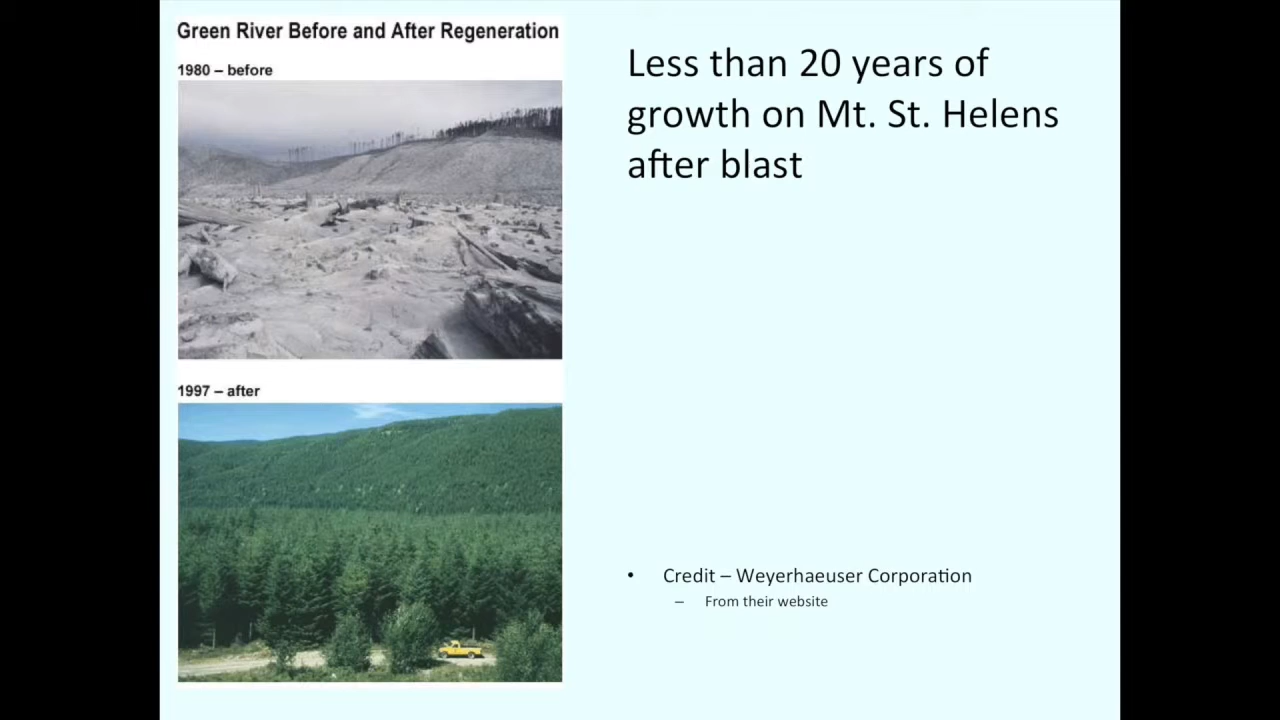 Green River Before and After Regeneration
1980 – before
1997 – after
Less than 20 years of
growth on Mt. St. Helens
after blast
• Credit – Weyerhaeuser Corporation
– From their website